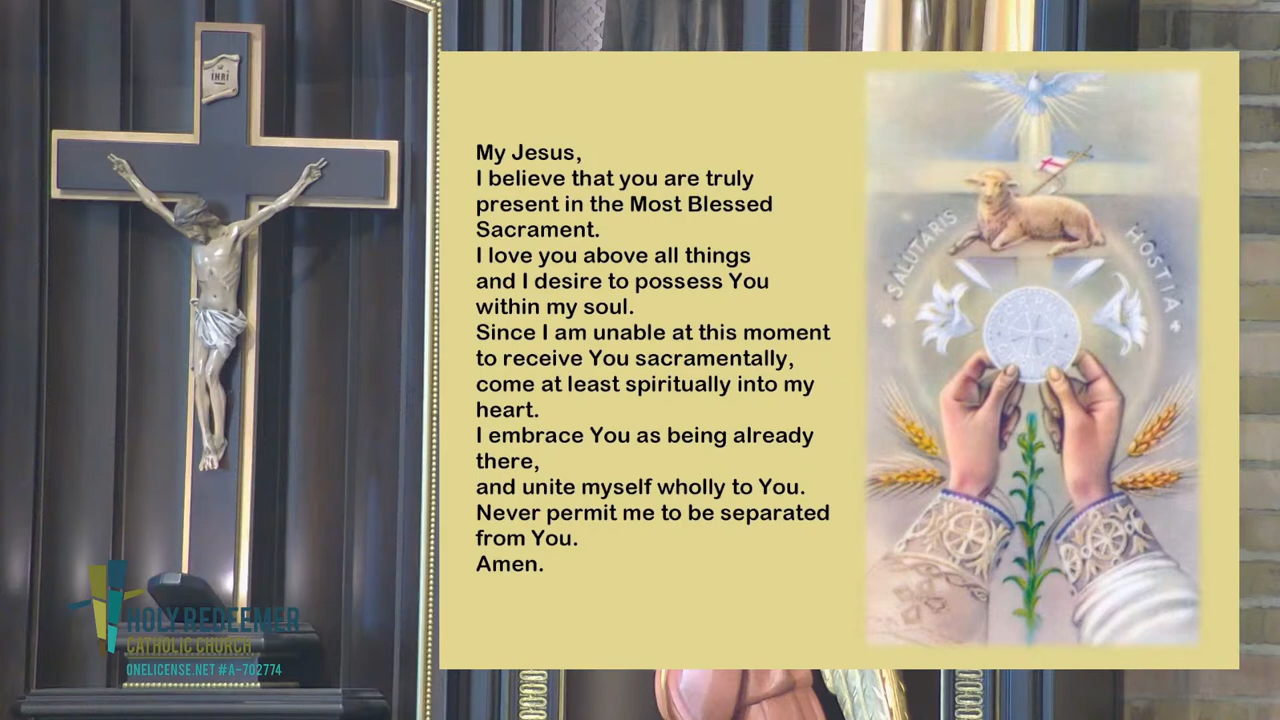 INRI
My Jesus,
I believe that you are truly
present in the Most Blessed
Sacrament.
I love you above all things
and I desire to possess You
within my soul.
Since I am unable at this moment
to receive You sacramentally,
come at least spiritually into my
heart.
I embrace You as being already
there,
and unite myself wholly to You.
Never permit me to be separated
from You.
Amen.
SALUTARIS HOSTIA
HOLY REDEEMER
CATHOLIC CHURCH
ONELICENSE.NET #A-702774